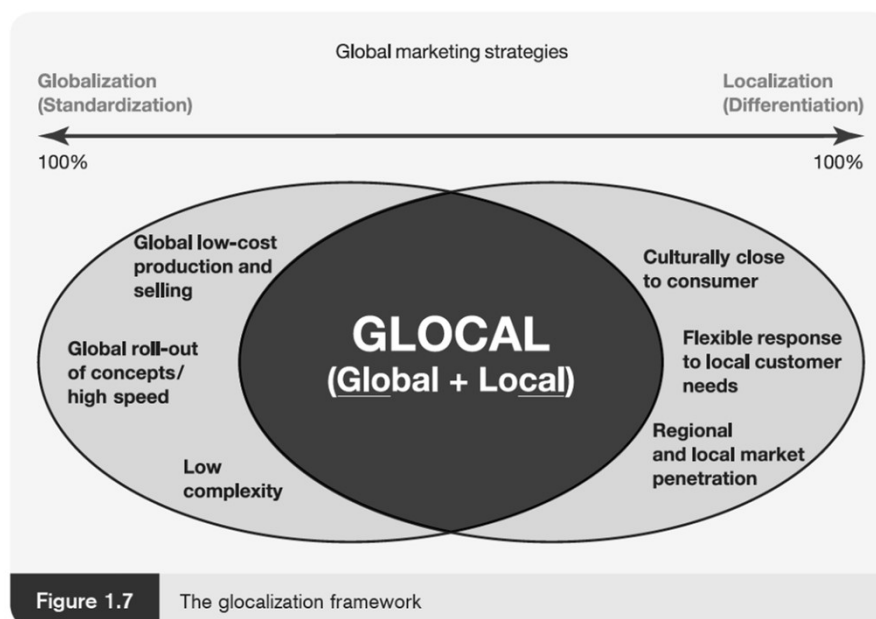 Global marketing strategies
Globalization
(Standardization)
Localization
(Differentiation)
100%
100%
Global low-cost
production and
selling
Global roll-out
of concepts/
high speed
Low
complexity
GLOCAL
(Global + Local)
Culturally close
to consumer
Flexible response
to local customer
needs
Regional
and local market
penetration
Figure 1.7
The glocalization framework